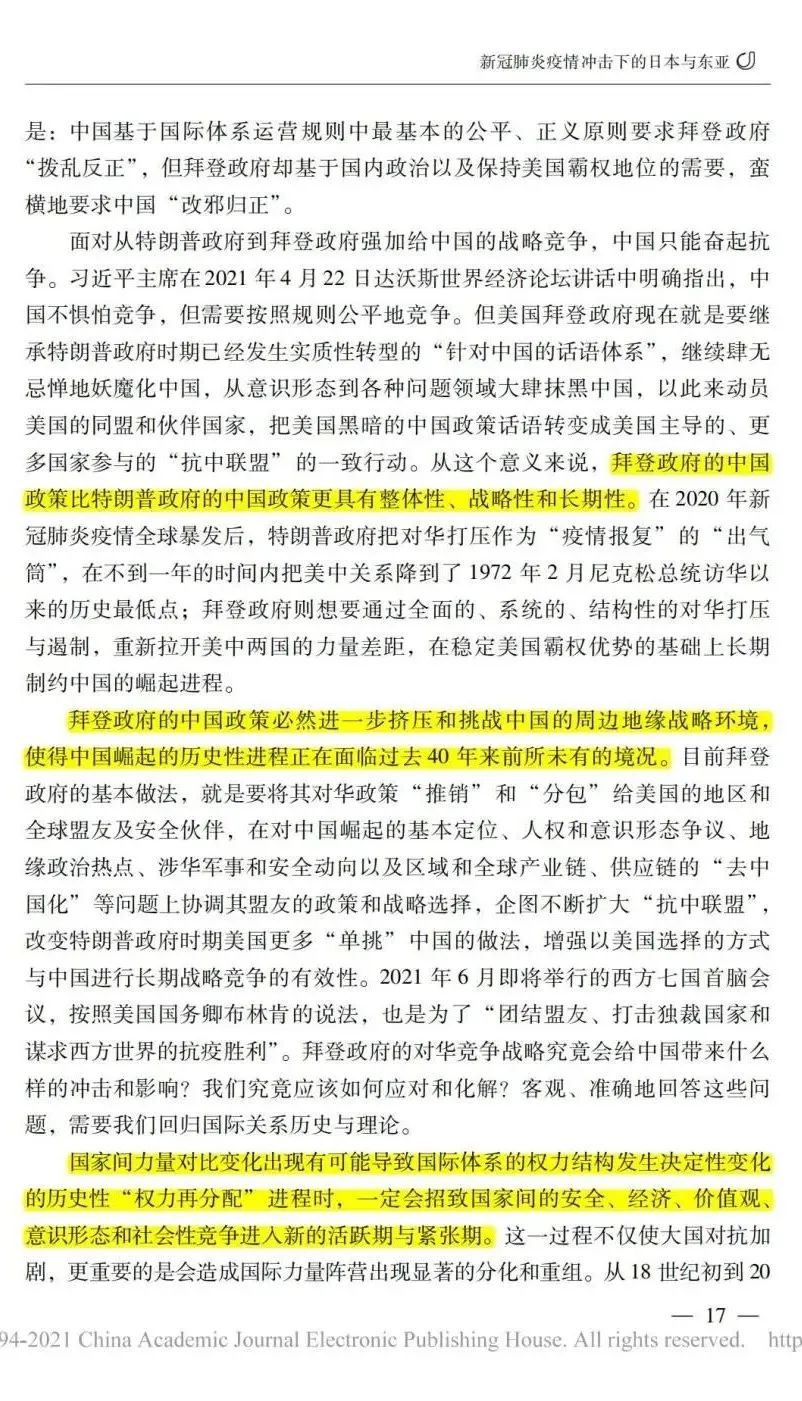 新冠肺炎疫情冲击下的日本与东亚
是：中国基于国际体系运营规则中最基本的公平、正义原则要求拜登政府
“拨乱反正”，但拜登政府却基于国内政治以及保持美国霸权地位的需要，蛮
横地要求中国“改邪归正”。
面对从特朗普政府到拜登政府强加给中国的战略竞争，中国只能奋起抗
争。习近平主席在2021年4月22日达沃斯世界经济论坛讲话中明确指出，中
国不惧怕竞争，但需要按照规则公平地竞争。但美国拜登政府现在就是要继
承特朗普政府时期已经发生实质性转型的“针对中国的话语体系”，继续肆无
忌惮地妖魔化中国，从意识形态到各种问题领域大肆抹黑中国，以此来动员
美国的同盟和伙伴国家，把美国黑暗的中国政策话语转变成美国主导的、更
多国家参与的“抗中联盟”的一致行动。从这个意义来说，拜登政府的中国
政策比特朗普政府的中国政策更具有整体性、战略性和长期性。在2020年新
冠肺炎疫情全球暴发后，特朗普政府把对华打压作为“疫情报复”的“出气
筒”，在不到一年的时间内把美中关系降到了1972年2月尼克松总统访华以
来的历史最低点；拜登政府则想要通过全面的、系统的、结构性的对华打压
与遏制，重新拉开美中两国的力量差距，在稳定美国霸权优势的基础上长期
制约中国的崛起进程。
拜登政府的中国政策必然进一步挤压和挑战中国的周边地缘战略环境，
使得中国崛起的历史性进程正在面临过去40年来前所未有的境况。目前拜登
政府的基本做法，就是要将其对华政策“推销”和“分包”给美国的地区和
全球盟友及安全伙伴，在对中国崛起的基本定位、人权和意识形态争议、地
缘政治热点、涉华军事和安全动向以及区域和全球产业链、供应链的“去中
国化”等问题上协调其盟友的政策和战略选择，企图不断扩大“抗中联盟”，
改变特朗普政府时期美国更多“单挑”中国的做法，增强以美国选择的方式
与中国进行长期战略竞争的有效性。2021年6月即将举行的西方七国首脑会
议，按照美国国务卿布林肯的说法，也是为了“团结盟友、打击独裁国家和
谋求西方世界的抗疫胜利”。拜登政府的对华竞争战略究竟会给中国带来什么
样的冲击和影响？我们究竟应该如何应对和化解？客观、准确地回答这些问
题，需要我们回归国际关系历史与理论。
国家间力量对比变化出现有可能导致国际体系的权力结构发生决定性变化
的历史性“权力再分配”进程时，一定会招致国家间的安全、经济、价值观、
意识形态和社会性竞争进入新的活跃期与紧张期。这一过程不仅使大国对抗加
剧，更重要的是会造成国际力量阵营出现显著的分化和重组。从18世纪初到20
— 17 —
94-2021 China Academic Journal Electronic Publishing House. All rights reserved. http